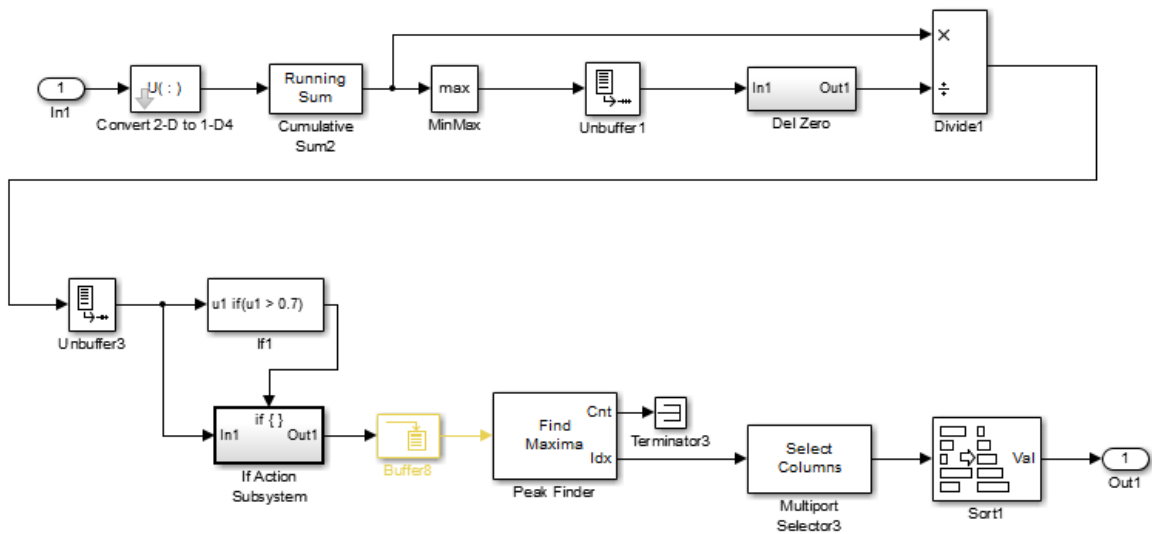 1
In1
U( : )
Convert 2-D to 1-D4
Running
Sum
Cumulative
Sum2
max
MinMax
Unbuffer1
In1 Out1
Del Zero
×
÷
Divide1
Unbuffer3
u1 if(u1 > 0.7)
If1
if { }
In1 Out1
If Action
Subsystem
Buffer8
Find
Maxima
Cnt
Idx
Peak Finder
Terminator3
Select
Columns
Multiport
Selector3
Val
Sort1
1
Out1